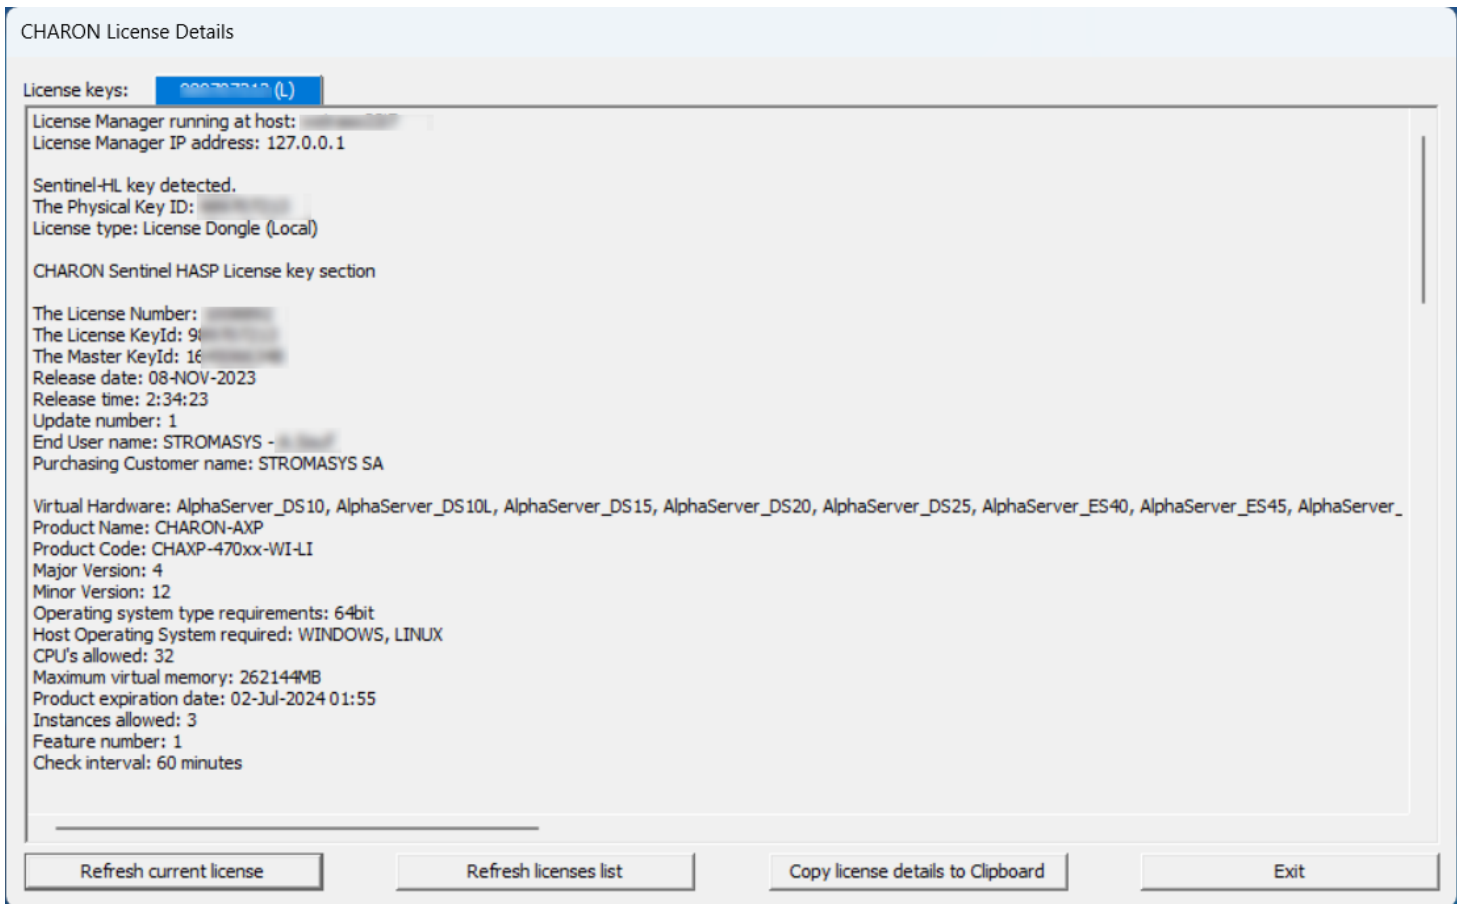 CHARON License Details
License keys: (L)
License Manager running at host:
License Manager IP address: 127.0.0.1
Sentinel-HL key detected.
The Physical Key ID:
License type: License Dongle (Local)
CHARON Sentinel HASP License key section
The License Number:
The License KeyId: 9
The Master KeyId: 16
Release date: 08-NOV-2023
Release time: 2:34:23
Update number: 1
End User name: STROMASYS -
Purchasing Customer name: STROMASYS SA
Virtual Hardware: AlphaServer_DS10, AlphaServer_DS10L, AlphaServer_DS15, AlphaServer_DS20, AlphaServer_DS25, AlphaServer_ES40, AlphaServer_ES45, AlphaServer_
Product Name: CHARON-AXP
Product Code: CHAXP-470xx-WI-LI
Major Version: 4
Minor Version: 12
Operating system type requirements: 64bit
Host Operating System required: WINDOWS, LINUX
CPU's allowed: 32
Maximum virtual memory: 262144MB
Product expiration date: 02-Jul-2024 01:55
Instances allowed: 3
Feature number: 1
Check interval: 60 minutes
Refresh current license
Refresh licenses list
Copy license details to Clipboard
Exit